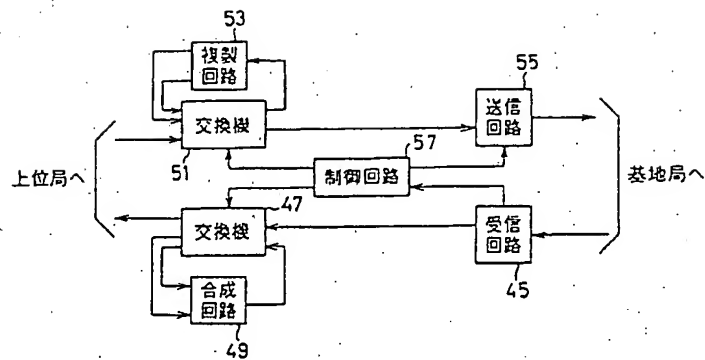 53
複製
回路
55
送信
回路
交換機
51
57
制御回路
上位局へ
基地局へ
47
交換機
受信
回路
45
合成
回路
49